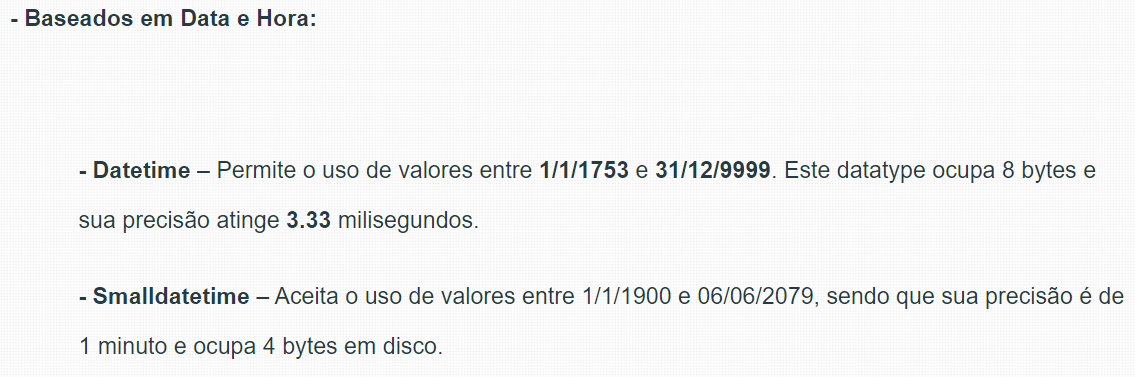 - Baseados em Data e Hora:
- Datetime – Permite o uso de valores entre 1/1/1753 e 31/12/9999. Este datatype ocupa 8 bytes e
sua precisão atinge 3.33 milisegundos.
- Smalldatetime – Aceita o uso de valores entre 1/1/1900 e 06/06/2079, sendo que sua precisão é de
1 minuto e ocupa 4 bytes em disco.